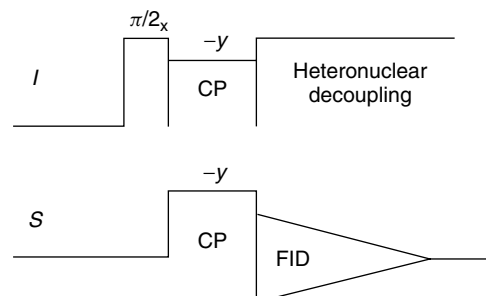 π/2x
−y
I
CP
Heteronuclear
decoupling
−y
S
CP
FID